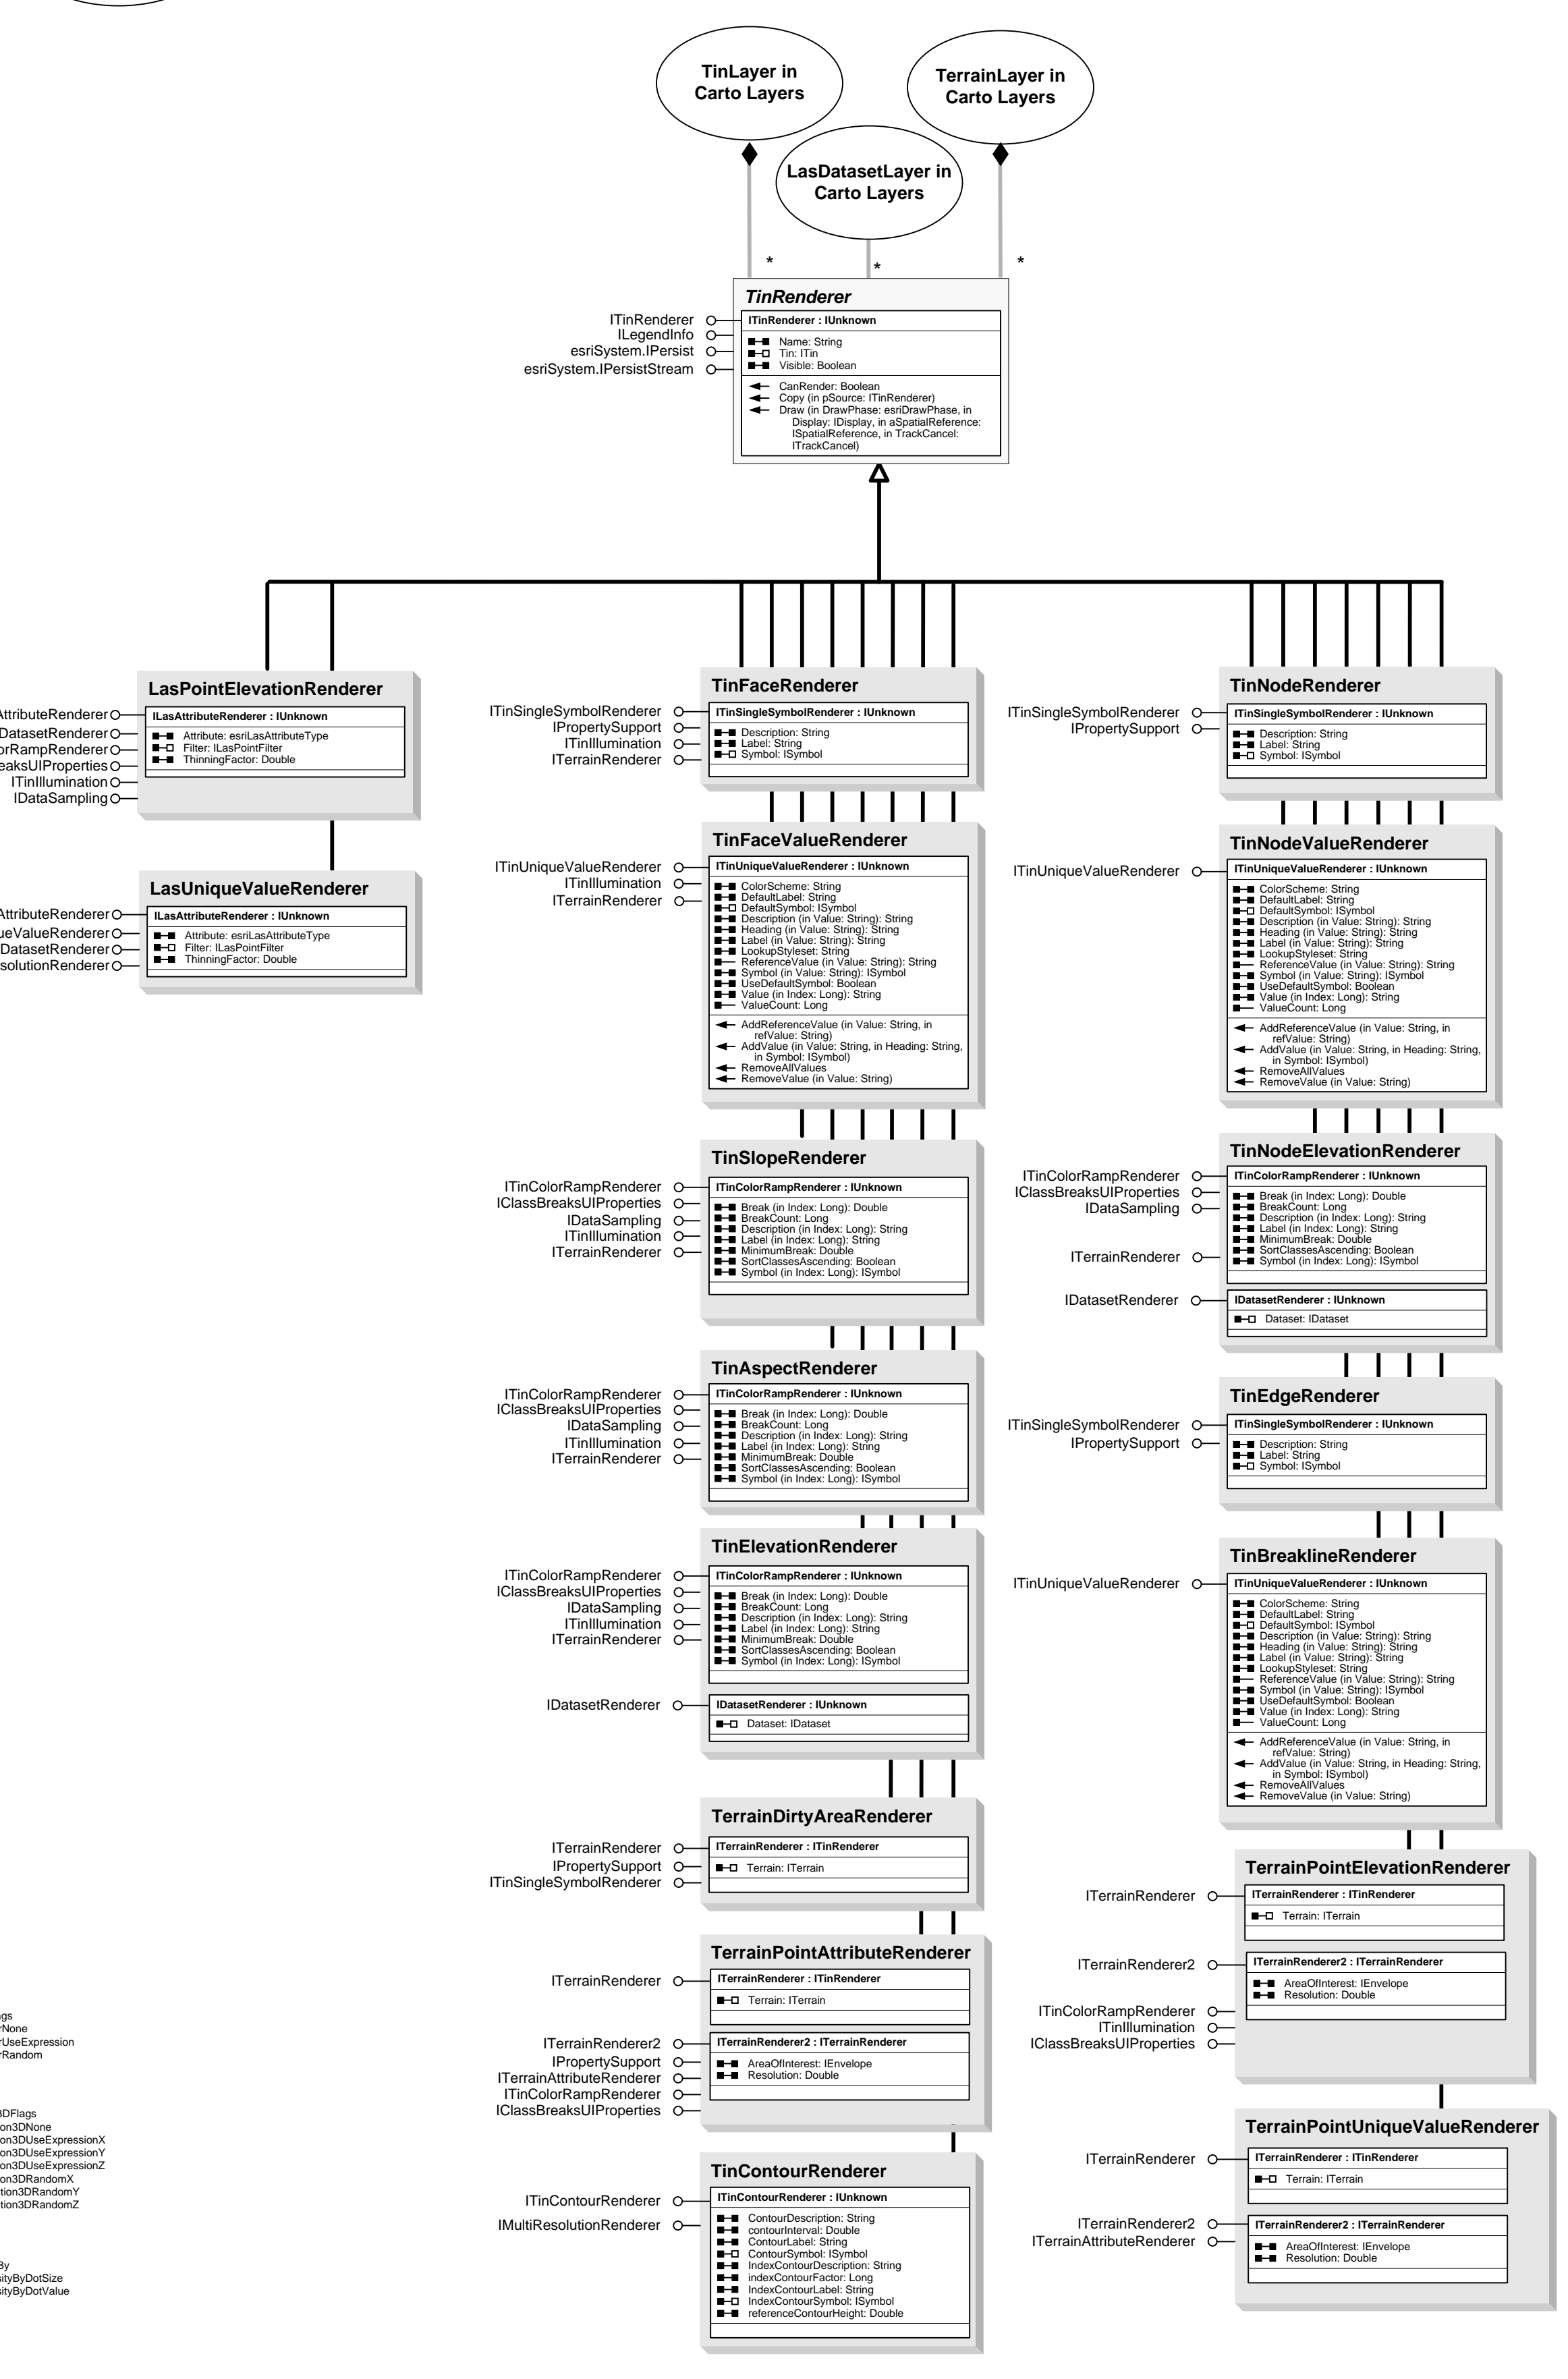 TinLayer in
Carto Layers
TerrainLayer in
Carto Layers
LasDatasetLayer in
Carto Layers
*
*
*
TinRenderer
ITinRenderer
ILegendInfo
esriSystem.IPersist
esriSystem.IPersistStream
ITinRenderer : IUnknown
Name: String
Tin: ITin
Visible: Boolean
CanRender: Boolean
Copy (in pSource: ITinRenderer)
Draw (in DrawPhase: esriDrawPhase, in
Display: IDisplay, in aSpatialReference:
ISpatialReference, in TrackCancel:
ITrackCancel)
LasPointElevationRenderer
AttributeRenderer
DatasetRenderer
orRampRenderer
eaksUIProperties
ITinIllumination
IDataSampling
ILasAttributeRenderer : IUnknown
Attribute: esriLasAttributeType
Filter: ILasPointFilter
ThinningFactor: Double
LasUniqueValueRenderer
AttributeRenderer
ueValueRenderer
DatasetRenderer
solutionRenderer
ILasAttributeRenderer : IUnknown
Attribute: esriLasAttributeType
Filter: ILasPointFilter
ThinningFactor: Double
TinFaceRenderer
ITinSingleSymbolRenderer
IPropertySupport
ITinIllumination
ITerrainRenderer
ITinSingleSymbolRenderer : IUnknown
Description: String
Label: String
Symbol: ISymbol
TinFaceValueRenderer
ITinUniqueValueRenderer
ITinIllumination
ITerrainRenderer
ITinUniqueValueRenderer : IUnknown
ColorScheme: String
DefaultLabel: String
DefaultSymbol: ISymbol
Description (in Value: String): String
Heading (in Value: String): String
Label (in Value: String): String
LookupStyleset: String
ReferenceValue (in Value: String): String
Symbol (in Value: String): ISymbol
UseDefaultSymbol: Boolean
Value (in Index: Long): String
ValueCount: Long
AddReferenceValue (in Value: String, in
refValue: String)
AddValue (in Value: String, in Heading: String,
in Symbol: ISymbol)
RemoveAllValues
RemoveValue (in Value: String)
TinSlopeRenderer
ITinColorRampRenderer
IClassBreaksUIProperties
IDataSampling
ITinIllumination
ITerrainRenderer
ITinColorRampRenderer : IUnknown
Break (in Index: Long): Double
BreakCount: Long
Description (in Index: Long): String
Label (in Index: Long): String
MinimumBreak: Double
SortClassesAscending: Boolean
Symbol (in Index: Long): ISymbol
TinAspectRenderer
ITinColorRampRenderer
IClassBreaksUIProperties
IDataSampling
ITinIllumination
ITerrainRenderer
ITinColorRampRenderer : IUnknown
Break (in Index: Long): Double
BreakCount: Long
Description (in Index: Long): String
Label (in Index: Long): String
MinimumBreak: Double
SortClassesAscending: Boolean
Symbol (in Index: Long): ISymbol
TinElevationRenderer
ITinColorRampRenderer
IClassBreaksUIProperties
IDataSampling
ITinIllumination
ITerrainRenderer
ITinColorRampRenderer : IUnknown
Break (in Index: Long): Double
BreakCount: Long
Description (in Index: Long): String
Label (in Index: Long): String
MinimumBreak: Double
SortClassesAscending: Boolean
Symbol (in Index: Long): ISymbol
IDatasetRenderer
IDatasetRenderer : IUnknown
Dataset: IDataset
TerrainDirtyAreaRenderer
ITerrainRenderer
IPropertySupport
ITinSingleSymbolRenderer
ITerrainRenderer : ITinRenderer
Terrain: ITerrain
TerrainPointAttributeRenderer
ITerrainRenderer
ITerrainRenderer : ITinRenderer
Terrain: ITerrain
ITerrainRenderer2
IPropertySupport
ITerrainAttributeRenderer
ITinColorRampRenderer
IClassBreaksUIProperties
ITerrainRenderer2 : ITerrainRenderer
AreaOfInterest: IEnvelope
Resolution: Double
TinContourRenderer
ITinContourRenderer
IMultiResolutionRenderer
ITinContourRenderer : IUnknown
ContourDescription: String
contourInterval: Double
ContourLabel: String
ContourSymbol: ISymbol
IndexContourDescription: String
indexContourFactor: Long
IndexContourLabel: String
IndexContourSymbol: ISymbol
referenceContourHeight: Double
TinNodeRenderer
ITinSingleSymbolRenderer
IPropertySupport
ITinSingleSymbolRenderer : IUnknown
Description: String
Label: String
Symbol: ISymbol
TinNodeValueRenderer
ITinUniqueValueRenderer
ITinUniqueValueRenderer : IUnknown
ColorScheme: String
DefaultLabel: String
DefaultSymbol: ISymbol
Description (in Value: String): String
Heading (in Value: String): String
Label (in Value: String): String
LookupStyleset: String
ReferenceValue (in Value: String): String
Symbol (in Value: String): ISymbol
UseDefaultSymbol: Boolean
Value (in Index: Long): String
ValueCount: Long
AddReferenceValue (in Value: String, in
refValue: String)
AddValue (in Value: String, in Heading: String,
in Symbol: ISymbol)
RemoveAllValues
RemoveValue (in Value: String)
TinNodeElevationRenderer
ITinColorRampRenderer
IClassBreaksUIProperties
IDataSampling
ITerrainRenderer
ITinColorRampRenderer : IUnknown
Break (in Index: Long): Double
BreakCount: Long
Description (in Index: Long): String
Label (in Index: Long): String
MinimumBreak: Double
SortClassesAscending: Boolean
Symbol (in Index: Long): ISymbol
IDatasetRenderer
IDatasetRenderer : IUnknown
Dataset: IDataset
TinEdgeRenderer
ITinSingleSymbolRenderer
IPropertySupport
ITinSingleSymbolRenderer : IUnknown
Description: String
Label: String
Symbol: ISymbol
TinBreaklineRenderer
ITinUniqueValueRenderer
ITinUniqueValueRenderer : IUnknown
ColorScheme: String
DefaultLabel: String
DefaultSymbol: ISymbol
Description (in Value: String): String
Heading (in Value: String): String
Label (in Value: String): String
LookupStyleset: String
ReferenceValue (in Value: String): String
Symbol (in Value: String): ISymbol
UseDefaultSymbol: Boolean
Value (in Index: Long): String
ValueCount: Long
AddReferenceValue (in Value: String, in
refValue: String)
AddValue (in Value: String, in Heading: String,
in Symbol: ISymbol)
RemoveAllValues
RemoveValue (in Value: String)
TerrainPointElevationRenderer
ITerrainRenderer
ITerrainRenderer : ITinRenderer
Terrain: ITerrain
ITerrainRenderer2
ITinColorRampRenderer
ITinIllumination
IClassBreaksUIProperties
ITerrainRenderer2 : ITerrainRenderer
AreaOfInterest: IEnvelope
Resolution: Double
TerrainPointUniqueValueRenderer
ITerrainRenderer
ITerrainRenderer : ITinRenderer
Terrain: ITerrain
ITerrainRenderer2
ITerrainAttributeRenderer
ITerrainRenderer2 : ITerrainRenderer
AreaOfInterest: IEnvelope
Resolution: Double
gs
rNone
rUseExpression
rRandom
3DFlags
on3DNone
on3DUseExpressionX
on3DUseExpressionY
on3DUseExpressionZ
on3DRandomX
tion3DRandomY
tion3DRandomZ
By
sityByDotSize
sityByDotValue